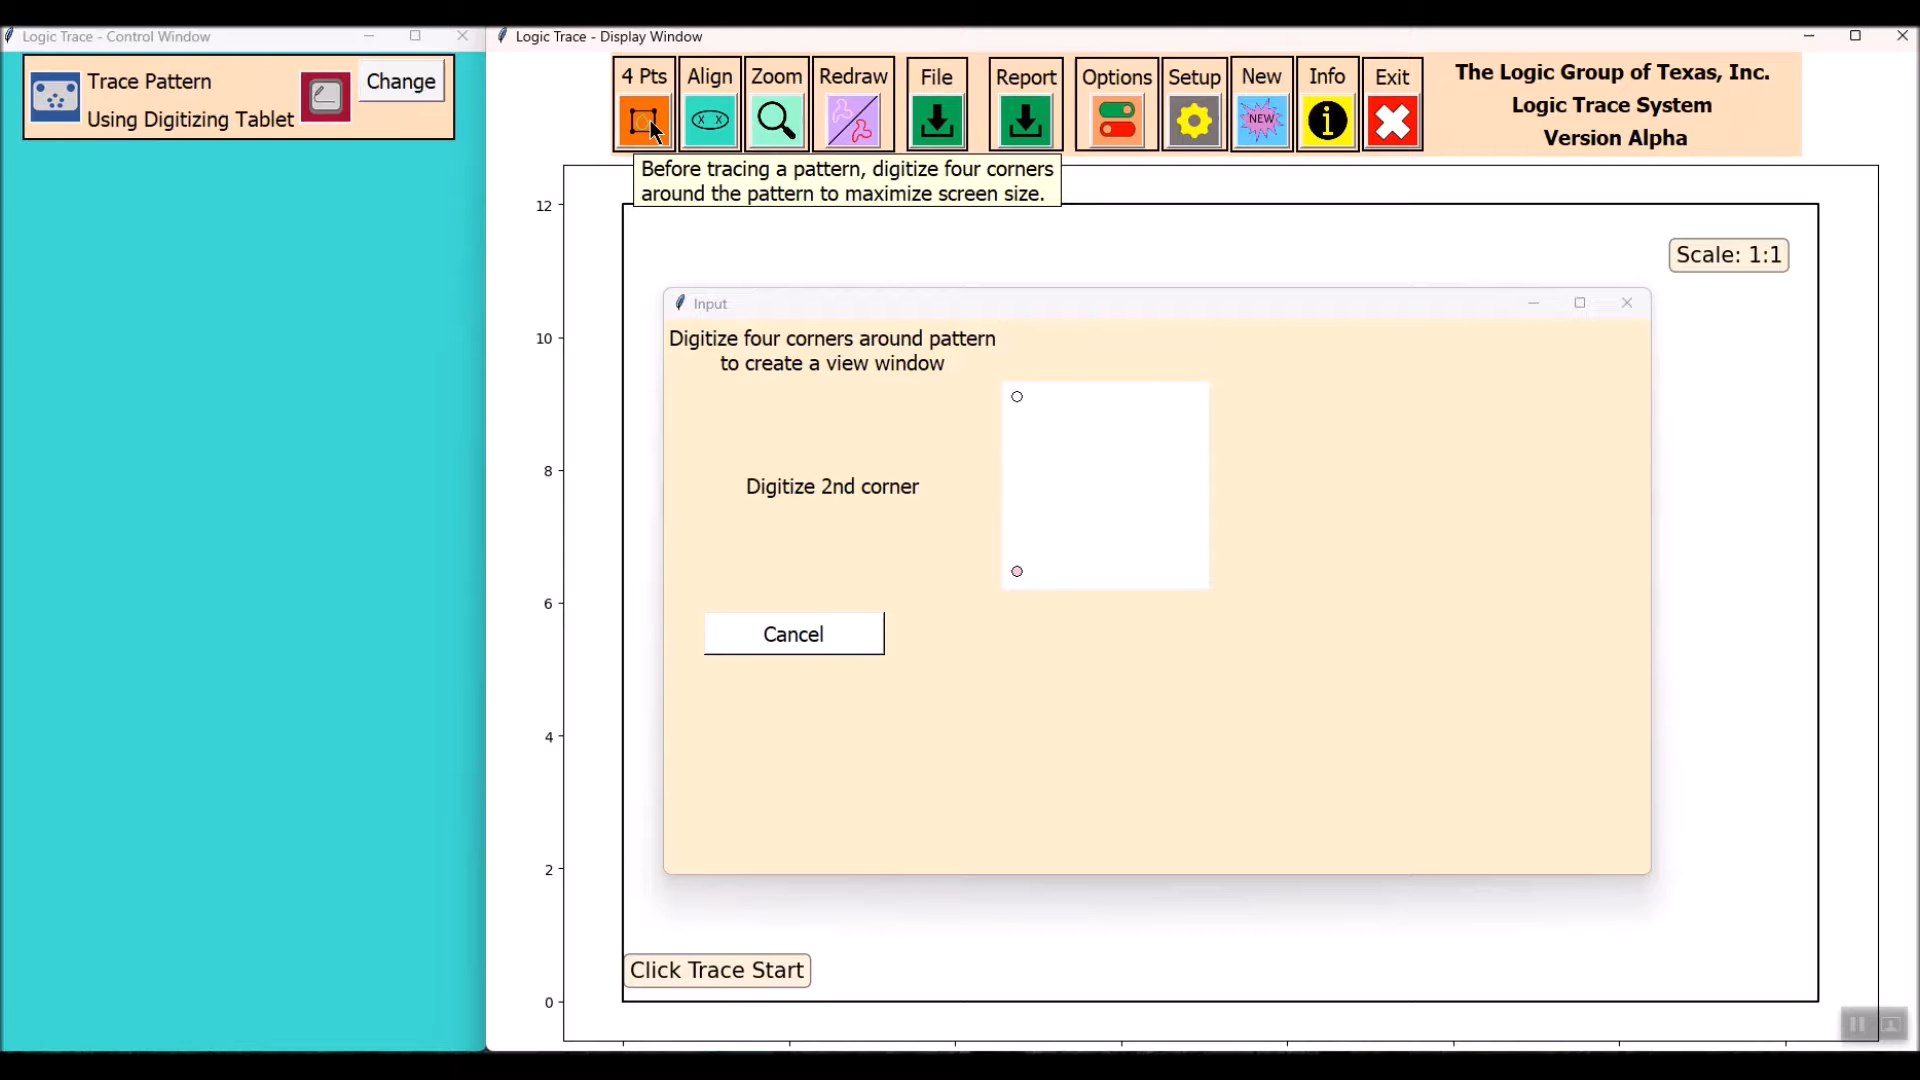 Logic Trace - Control Window
Trace Pattern
Using Digitizing Tablet
Change
Logic Trace - Display Window
4 Pts
Align
Zoom
Redraw
File
Report
Options
Setup
New
Info
Exit
NEW
The Logic Group of Texas, Inc.
Logic Trace System
Version Alpha
Before tracing a pattern, digitize four corners
around the pattern to maximize screen size.
12
10
8
6
4
2
0
Scale: 1:1
Input
Digitize four corners around pattern
to create a view window
Digitize 2nd corner
Cancel
Click Trace Start